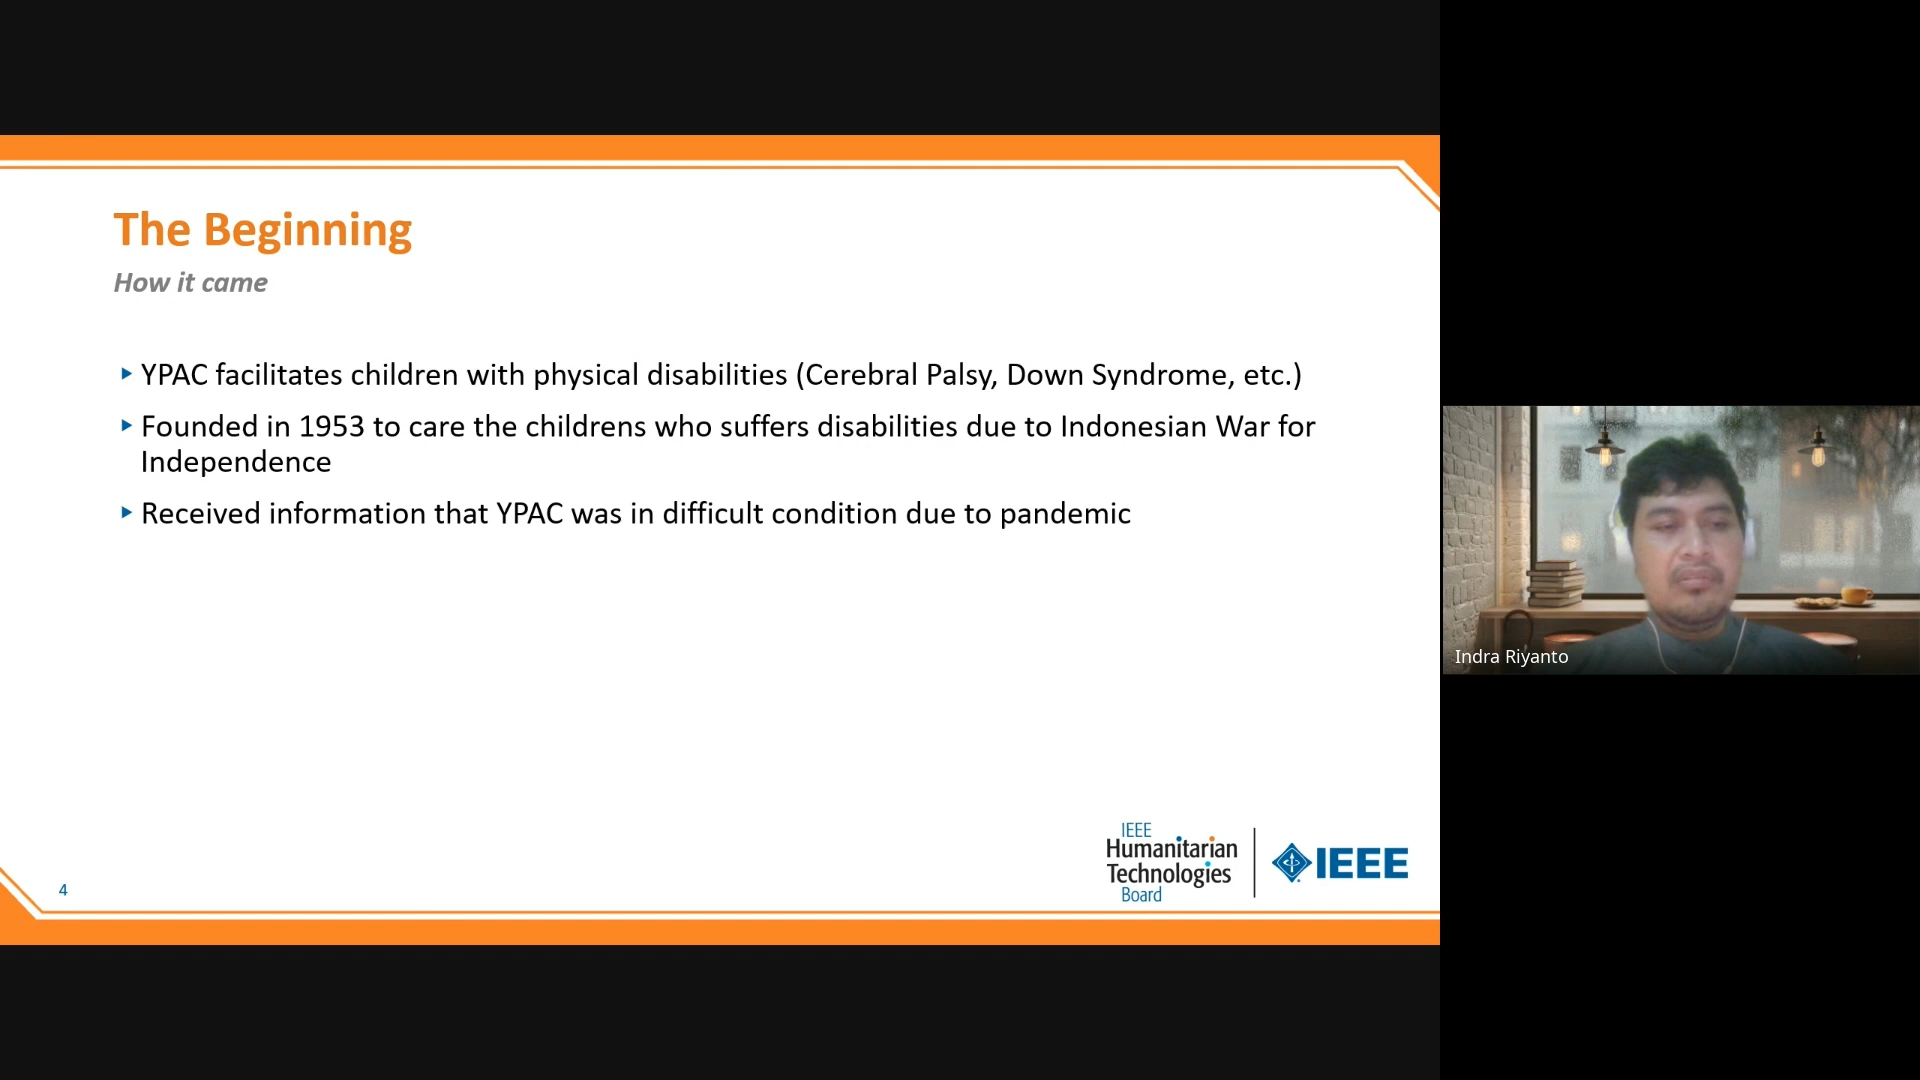 The Beginning
How it came
YPAC facilitates children with physical disabilities (Cerebral Palsy, Down Syndrome, etc.)
Founded in 1953 to care the childrens who suffers disabilities due to Indonesian War for
Independence
Received information that YPAC was in difficult condition due to pandemic
Indra Riyanto
IEEE
Humanitarian
Technologies
Board
IEEE
4